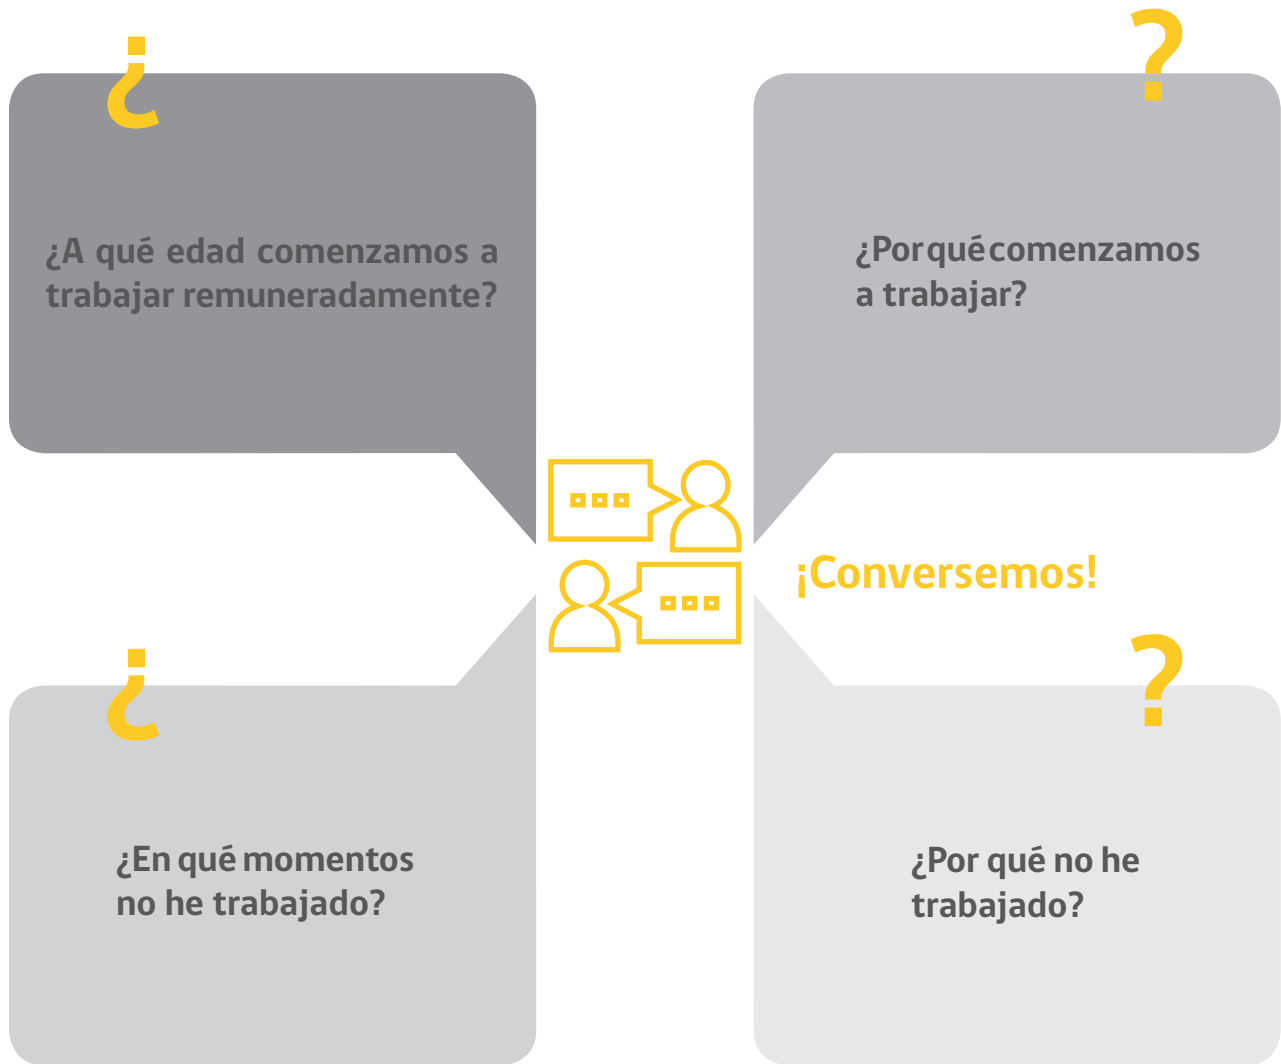 ¿
?
¿A qué edad comenzamos a
trabajar remuneradamente?
¿Por qué comenzamos
a trabajar?
¡Conversemos!
¿
?
¿En qué momentos
no he trabajado?
¿Por qué no he
trabajado?